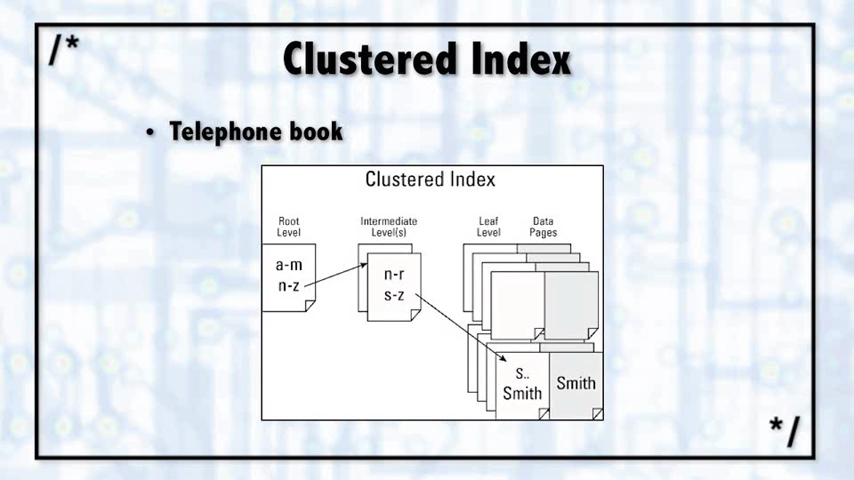 /*
Clustered Index
• Telephone book
Clustered Index
Root
Level
Intermediate
Level(s)
Leaf
Level
Data
Pages
a-m
n-z
n-r
s-z
s..
Smith
Smith
*/